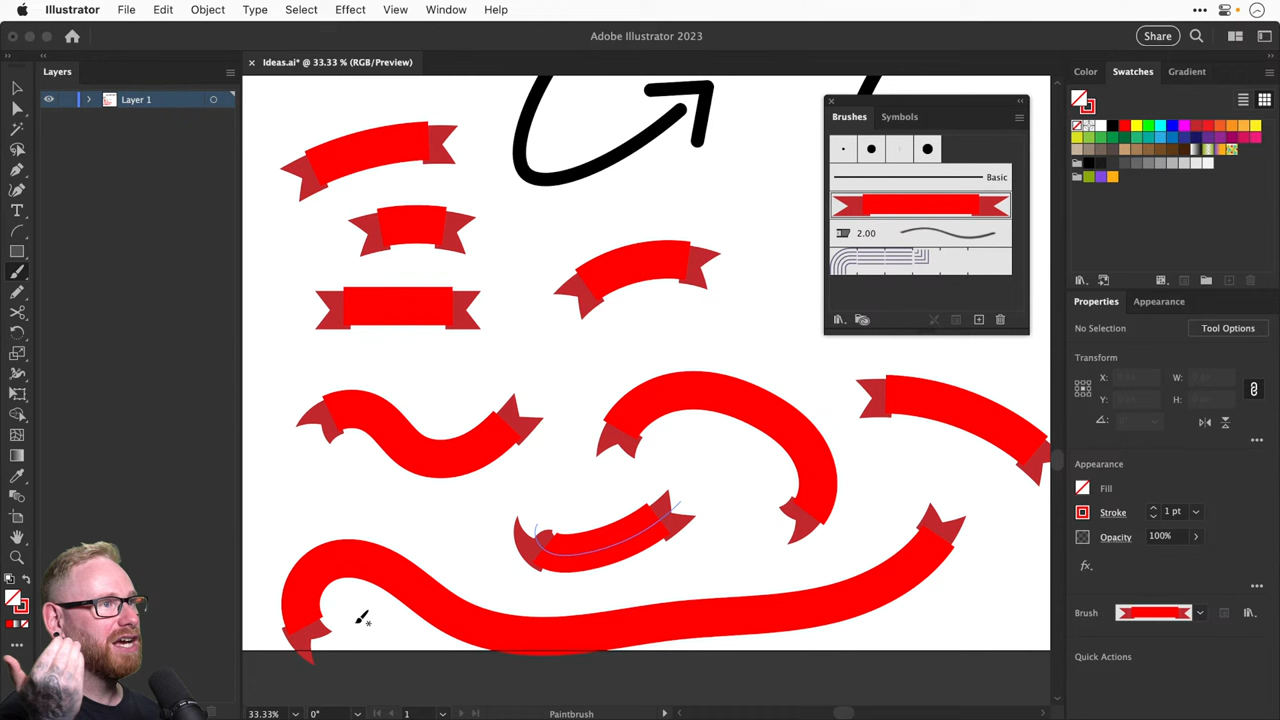 Illustrator File Edit Object Type Select Effect View Window Help
Adobe Illustrator 2023
Share
Layers
Ideas.ai* @ 33.33 % (RGB/Preview)
Color Swatches Gradient
Layer 1
Brushes Symbols
Basic
2.00
Properties Appearance
No Selection
Tool Options
Transform
X:
W:
Y:
H:
Appearance
Fill
Stroke
1 pt
Opacity
100%
fx.
Brush
Quick Actions
33.33%
0°
1
Paintbrush